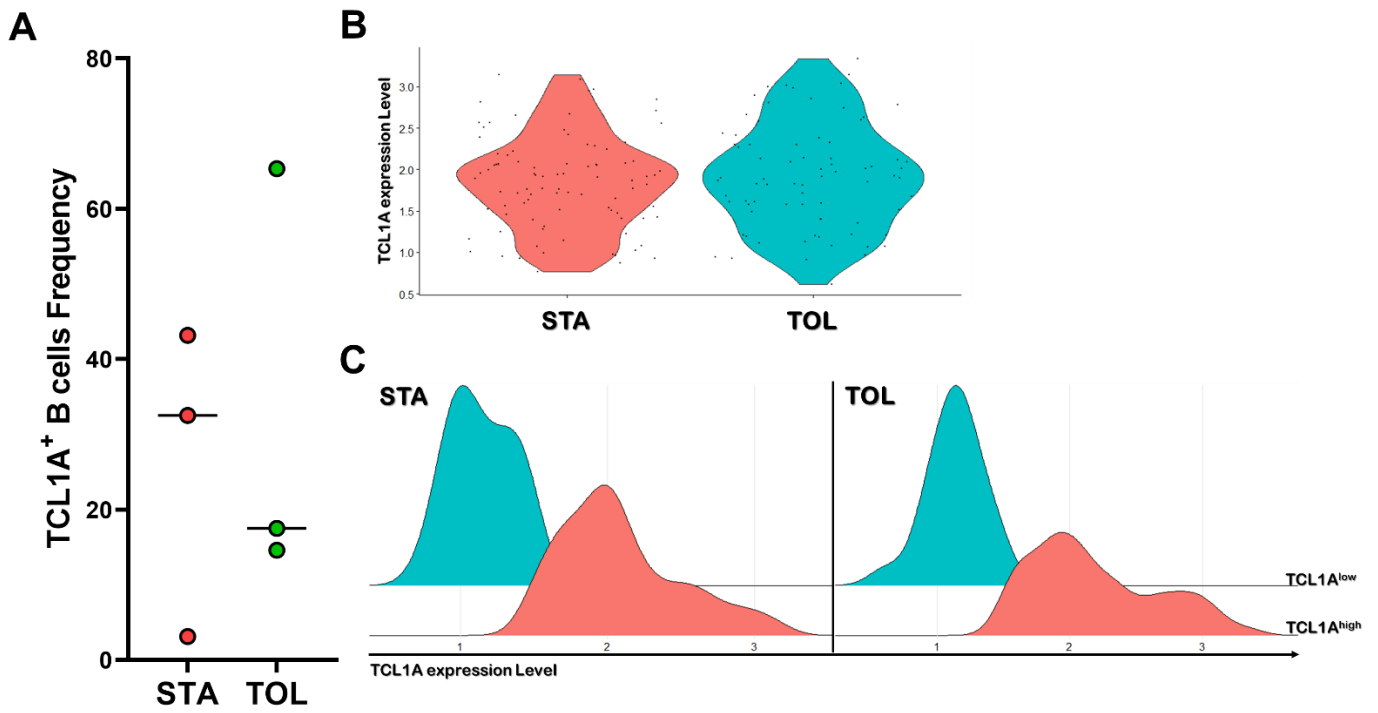 A
TCL1A⁺ B cells Frequency
80
60
40
20
0
STA TOL
B
TCL1A expression Level
3.0
2.5
2.0
1.5
1.0
0.5
STA TOL
C
STA TOL
TCL1Aˡᵒʷ
TCL1Aʰⁱᵍʰ
1 2 3 1 2 3
TCL1A expression Level